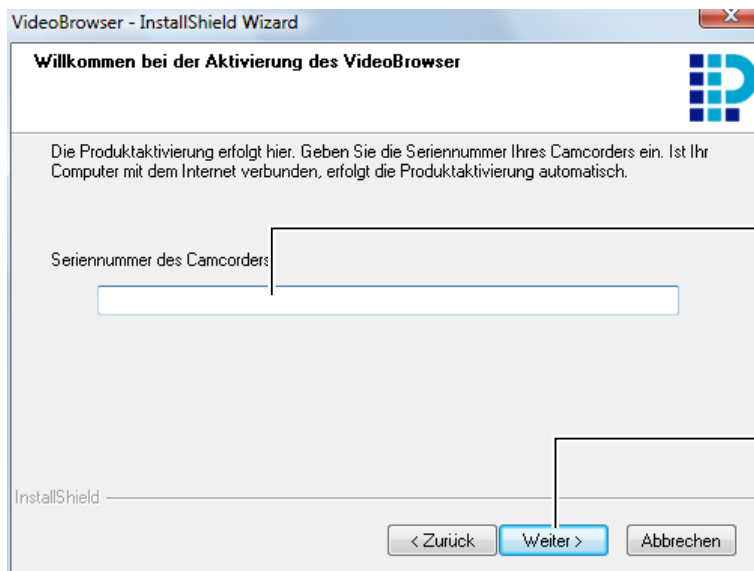 VideoBrowser - InstallShield Wizard
Willkommen bei der Aktivierung des VideoBrowser
Die Produktaktivierung erfolgt hier. Geben Sie die Seriennummer Ihres Camcorders ein. Ist Ihr
Computer mit dem Internet verbunden, erfolgt die Produktaktivierung automatisch.
Seriennummer des Camcorders
InstallShield
< Zurück Weiter > Abbrechen